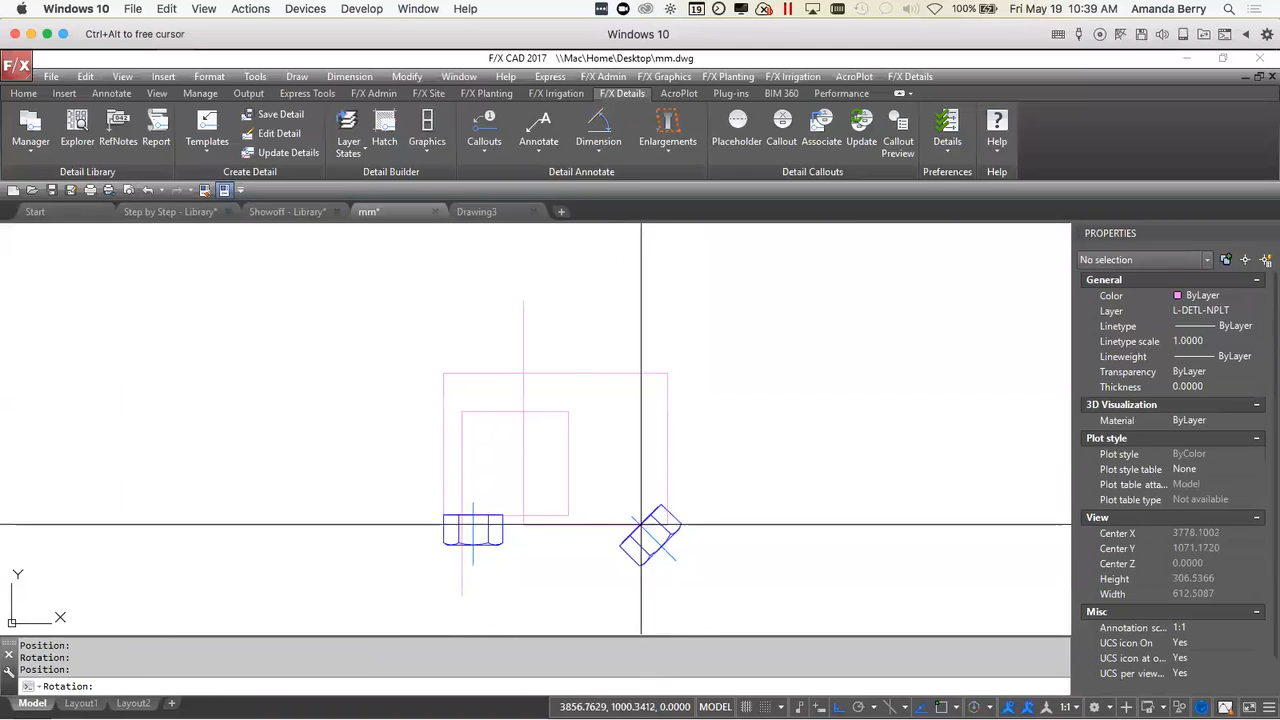 Windows 10 File Edit View Actions Devices Develop Window Help 19 100% Fri May 19 10:39 AM Amanda Berry
Ctrl+Alt to free cursor Windows 10
F/X F/X CAD 2017 \\Mac\Home\Desktop\mm.dwg
File Edit View Insert Format Tools Draw Dimension Modify Window Help Express F/X Admin F/X Graphics F/X Planting F/X Irrigation AcroPlot F/X Details
Home Insert Annotate View Manage Output Express Tools F/X Admin F/X Site F/X Planting F/X Irrigation F/X Details AcroPlot Plug-ins BIM 360 Performance
Manager Explorer RefNotes Report Templates Save Detail Edit Detail Update Details Layer States Hatch Graphics Callouts Annotate Dimension Enlargements Placeholder Callout Associate Update Callout Preview Details Help
Detail Library Create Detail Detail Builder Detail Annotate Detail Callouts Preferences Help
Start Step by Step - Library* Showoff - Library* mm* Drawing3
PROPERTIES
No selection
General
Color ByLayer
Layer L-DETL-NPLT
Linetype ByLayer
Linetype scale 1.0000
Lineweight ByLayer
Transparency ByLayer
Thickness 0.0000
3D Visualization
Material ByLayer
Plot style
Plot style ByColor
Plot style table None
Plot table atta... Model
Plot table type Not available
View
Center X 3778.1002
Center Y 1071.1720
Center Z 0.0000
Height 306.5366
Width 612.5087
Misc
Annotation sc... 1:1
UCS icon On Yes
UCS icon at o... Yes
UCS per view... Yes
Y
X
Position:
Rotation:
Position:
Rotation:
Model Layout1 Layout2 3856.7629, 1000.3412, 0.0000 MODEL 1:1